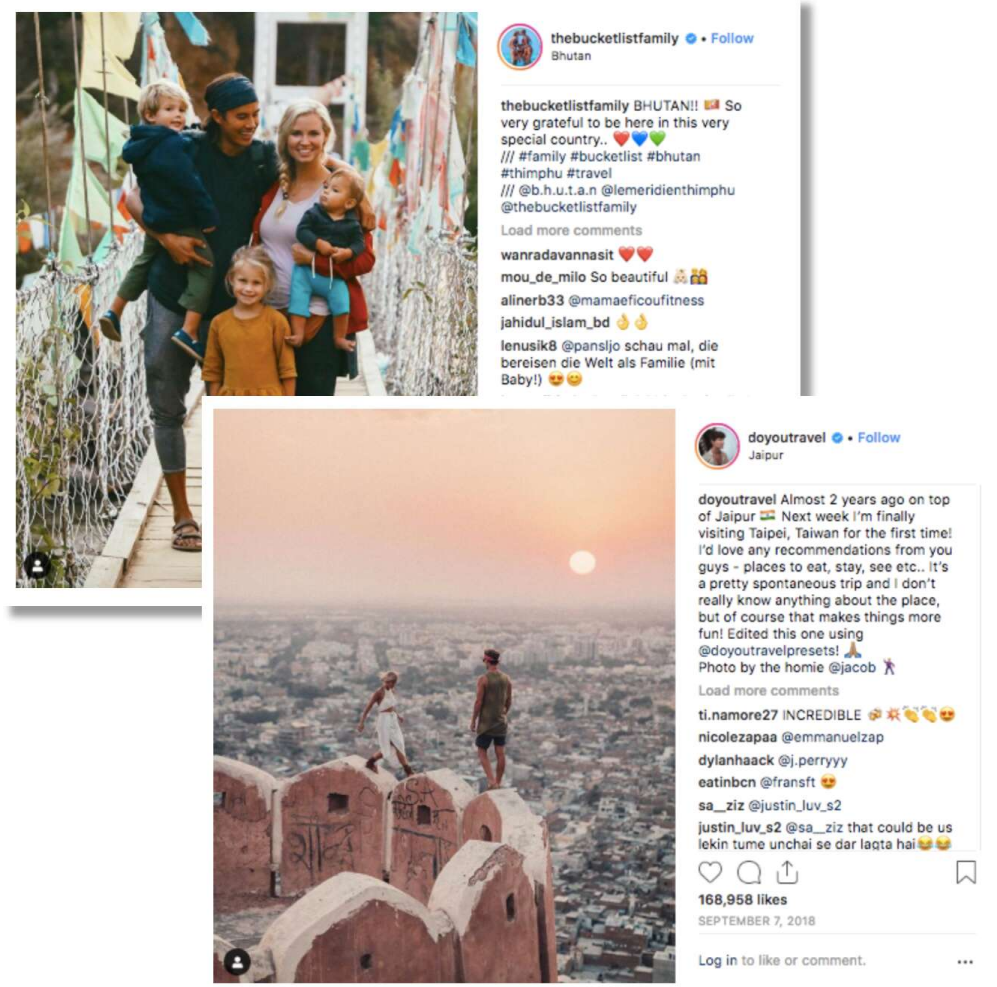 thebucketlistfamily • Follow
Bhutan
thebucketlistfamily BHUTAN!! 🇧🇹 So
very grateful to be here in this very
special country.. ❤️💙💚
/// #family #bucketlist #bhutan
#thimphu #travel
/// @b.h.u.t.a.n @lemeridienthimphu
@thebucketlistfamily
Load more comments
wanradavannasit ❤️❤️
mou_de_milo So beautiful
alinerb33 @mamaeficoufitness
jahidul_islam_bd 👌👌
lenusik8 @pansljo schau mal, die
bereisen die Welt als Familie (mit
Baby!) 😍😊
doyoutravel • Follow
Jaipur
doyoutravel Almost 2 years ago on top
of Jaipur 🇮🇳 Next week I'm finally
visiting Taipei, Taiwan for the first time!
I'd love any recommendations from you
guys - places to eat, stay, see etc.. It's
a pretty spontaneous trip and I don't
really know anything about the place,
but of course that makes things more
fun! Edited this one using
@doyoutravelpresets! 🙏🏽
Photo by the homie @jacob
Load more comments
ti.namore27 INCREDIBLE 🍻💥👏👏😍
nicolezapaa @emmanuelzap
dylanhaack @j.perryyy
eatinbcn @fransft 😍
sa__ziz @justin_luv_s2
justin_luv_s2 @sa__ziz that could be us
lekin tume unchai se dar lagta hai😂😂
168,958 likes
SEPTEMBER 7, 2018
Log in to like or comment.